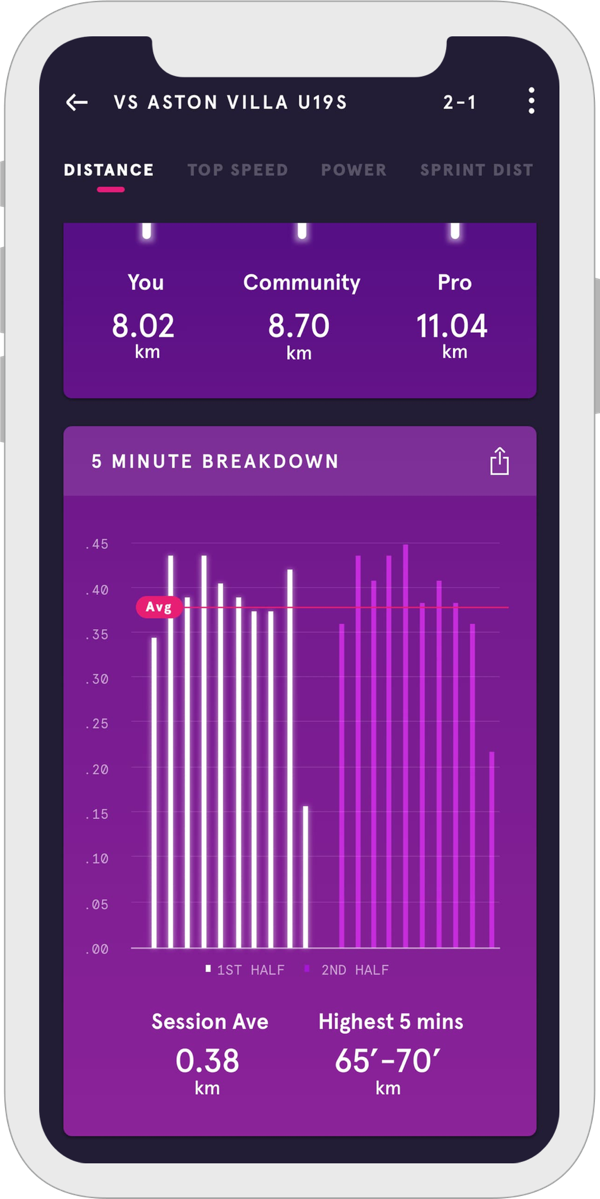 VS ASTON VILLA U19S 2-1
DISTANCE TOP SPEED POWER SPRINT DIST
You Community Pro
8.02 8.70 11.04
km km km
5 MINUTE BREAKDOWN
.45
.40
Avg
.35
.30
.25
.20
.15
.10
.05
.00
1ST HALF 2ND HALF
Session Ave Highest 5 mins
0.38 65′-70′
km km